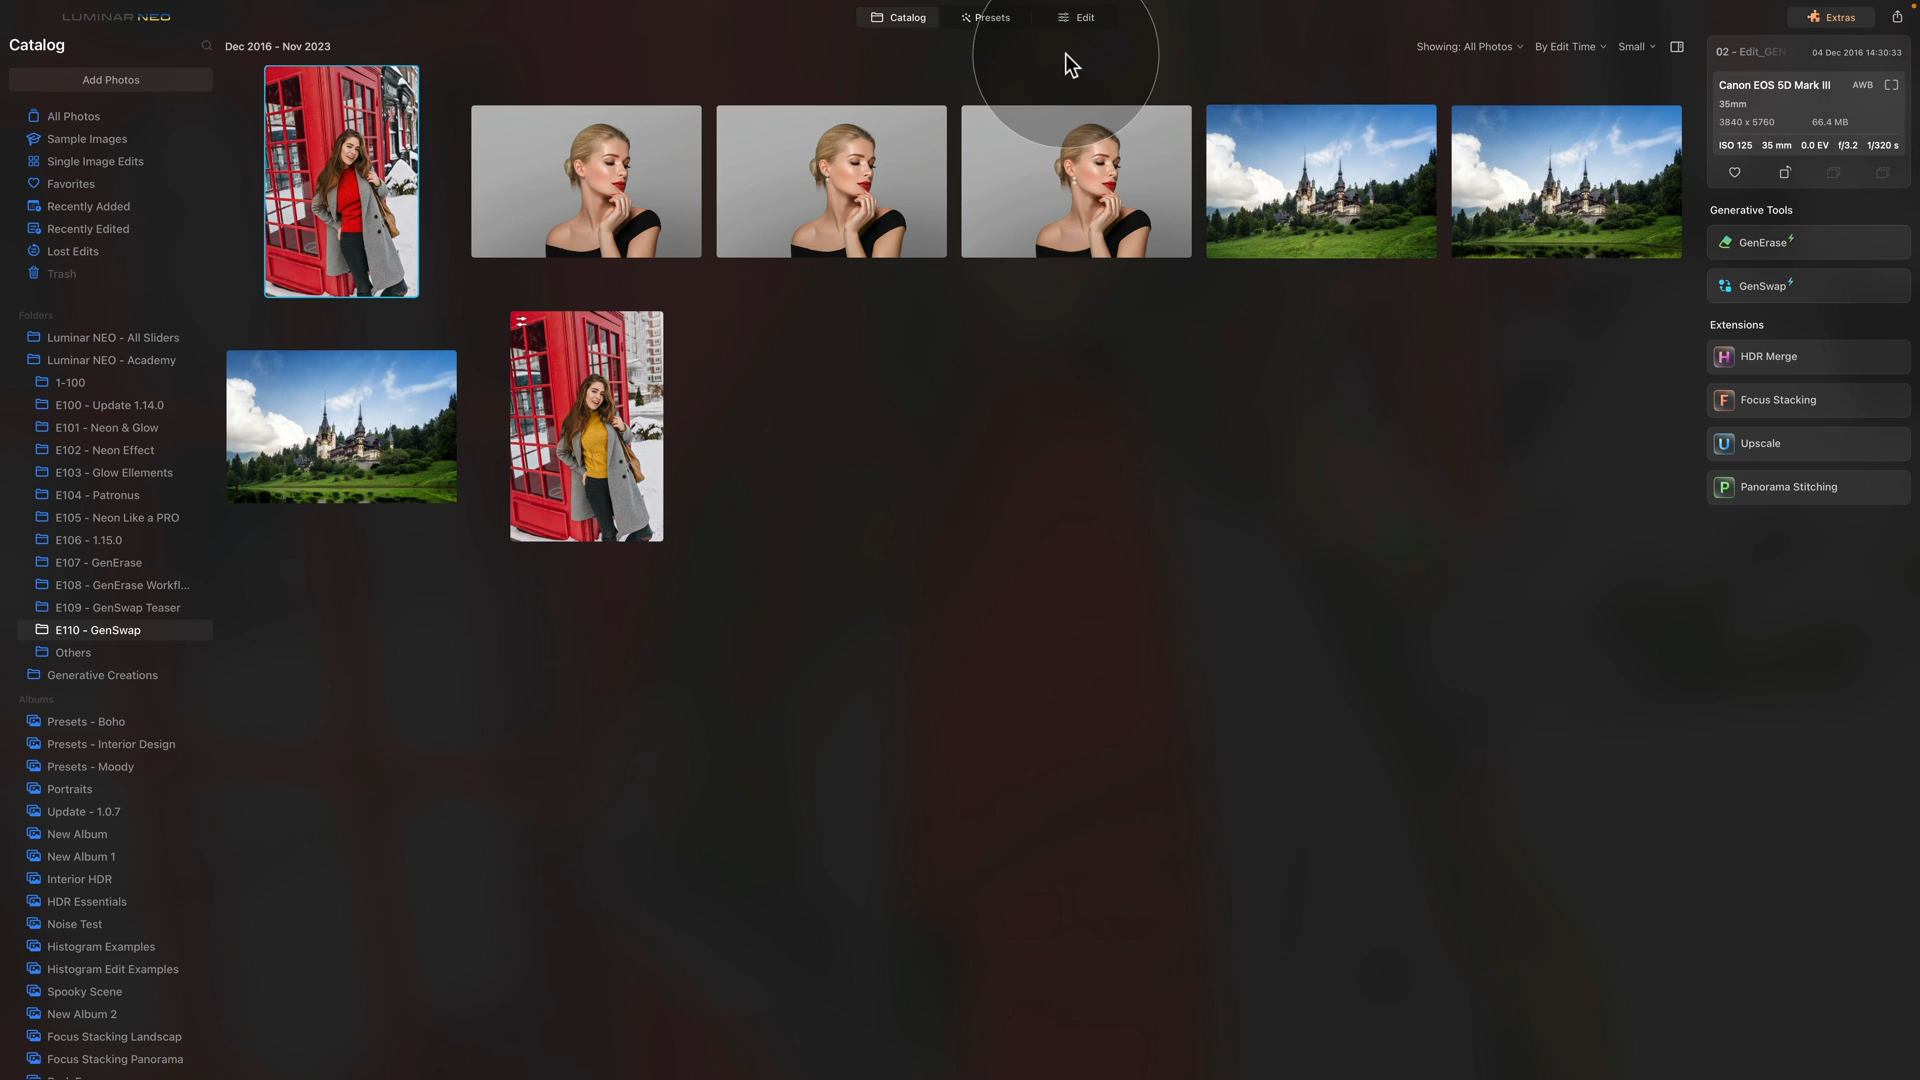 LUMINAR NEO
Catalog
Presets
Edit
Extras
Catalog
Dec 2016 - Nov 2023
Showing: All Photos
By Edit Time
Small
Add Photos
All Photos
Sample Images
Single Image Edits
Favorites
Recently Added
Recently Edited
Lost Edits
Trash
Folders
Luminar NEO - All Sliders
Luminar NEO - Academy
1-100
E100 - Update 1.14.0
E101 - Neon & Glow
E102 - Neon Effect
E103 - Glow Ellements
E104 - Patronus
E105 - Neon Like a PRO
E106 - 1.15.0
E107 - GenErase
E108 - GenErase Workfl...
E109 - GenSwap Teaser
E110 - GenSwap
Others
Generative Creations
Albums
Presets - Boho
Presets - Interior Design
Presets - Moody
Portraits
Update - 1.0.7
New Album
New Album 1
Interior HDR
HDR Essentials
Noise Test
Histogram Examples
Histogram Edit Examples
Spooky Scene
New Album 2
Focus Stacking Landscap
Focus Stacking Panorama
02 - Edit_GEN
04 Dec 2016 14:30:33
Canon EOS 5D Mark III
AWB
35mm
3840 x 5760
66.4 MB
ISO 125
35 mm
0.0 EV
f/3.2
1/320 s
Generative Tools
GenErase
GenSwap
Extensions
H HDR Merge
F Focus Stacking
U Upscale
P Panorama Stitching